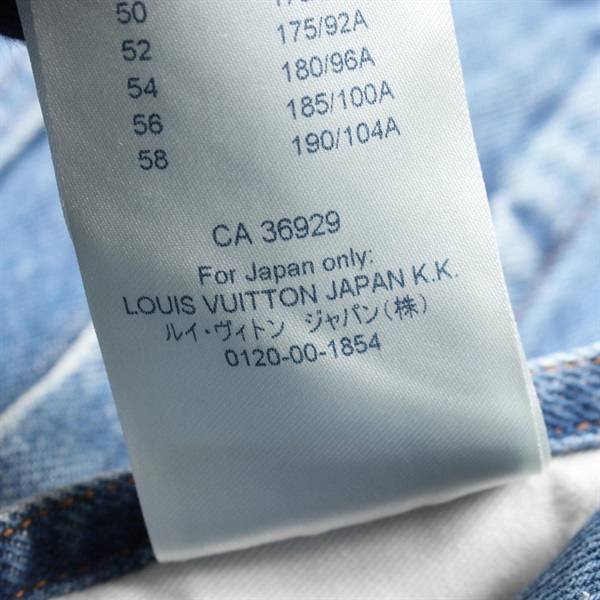 50
52 175/92A
54 180/96A
56 185/100A
58 190/104A
CA 36929
For Japan only:
LOUIS VUITTON JAPAN K.K.
ルイ・ヴィトン ジャパン(株)
0120-00-1854